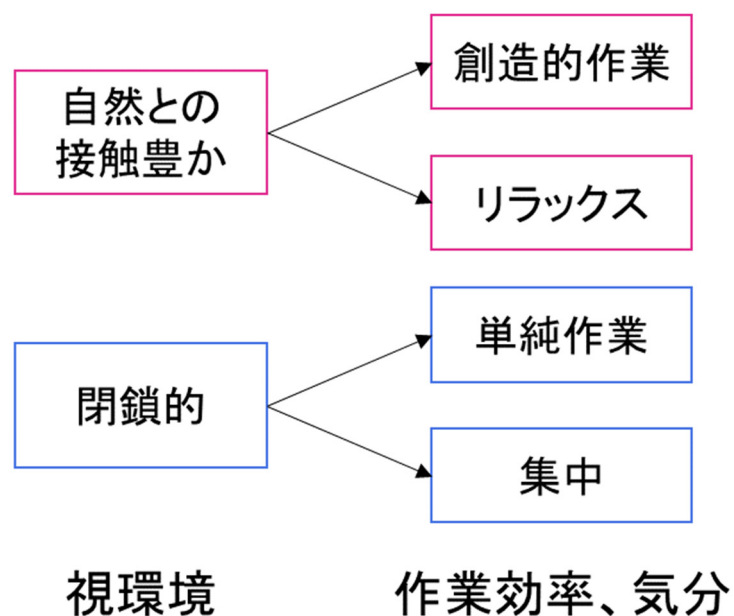 自然との
接触豊か
創造的作業
リラックス
閉鎖的
単純作業
集中
視環境
作業効率、気分